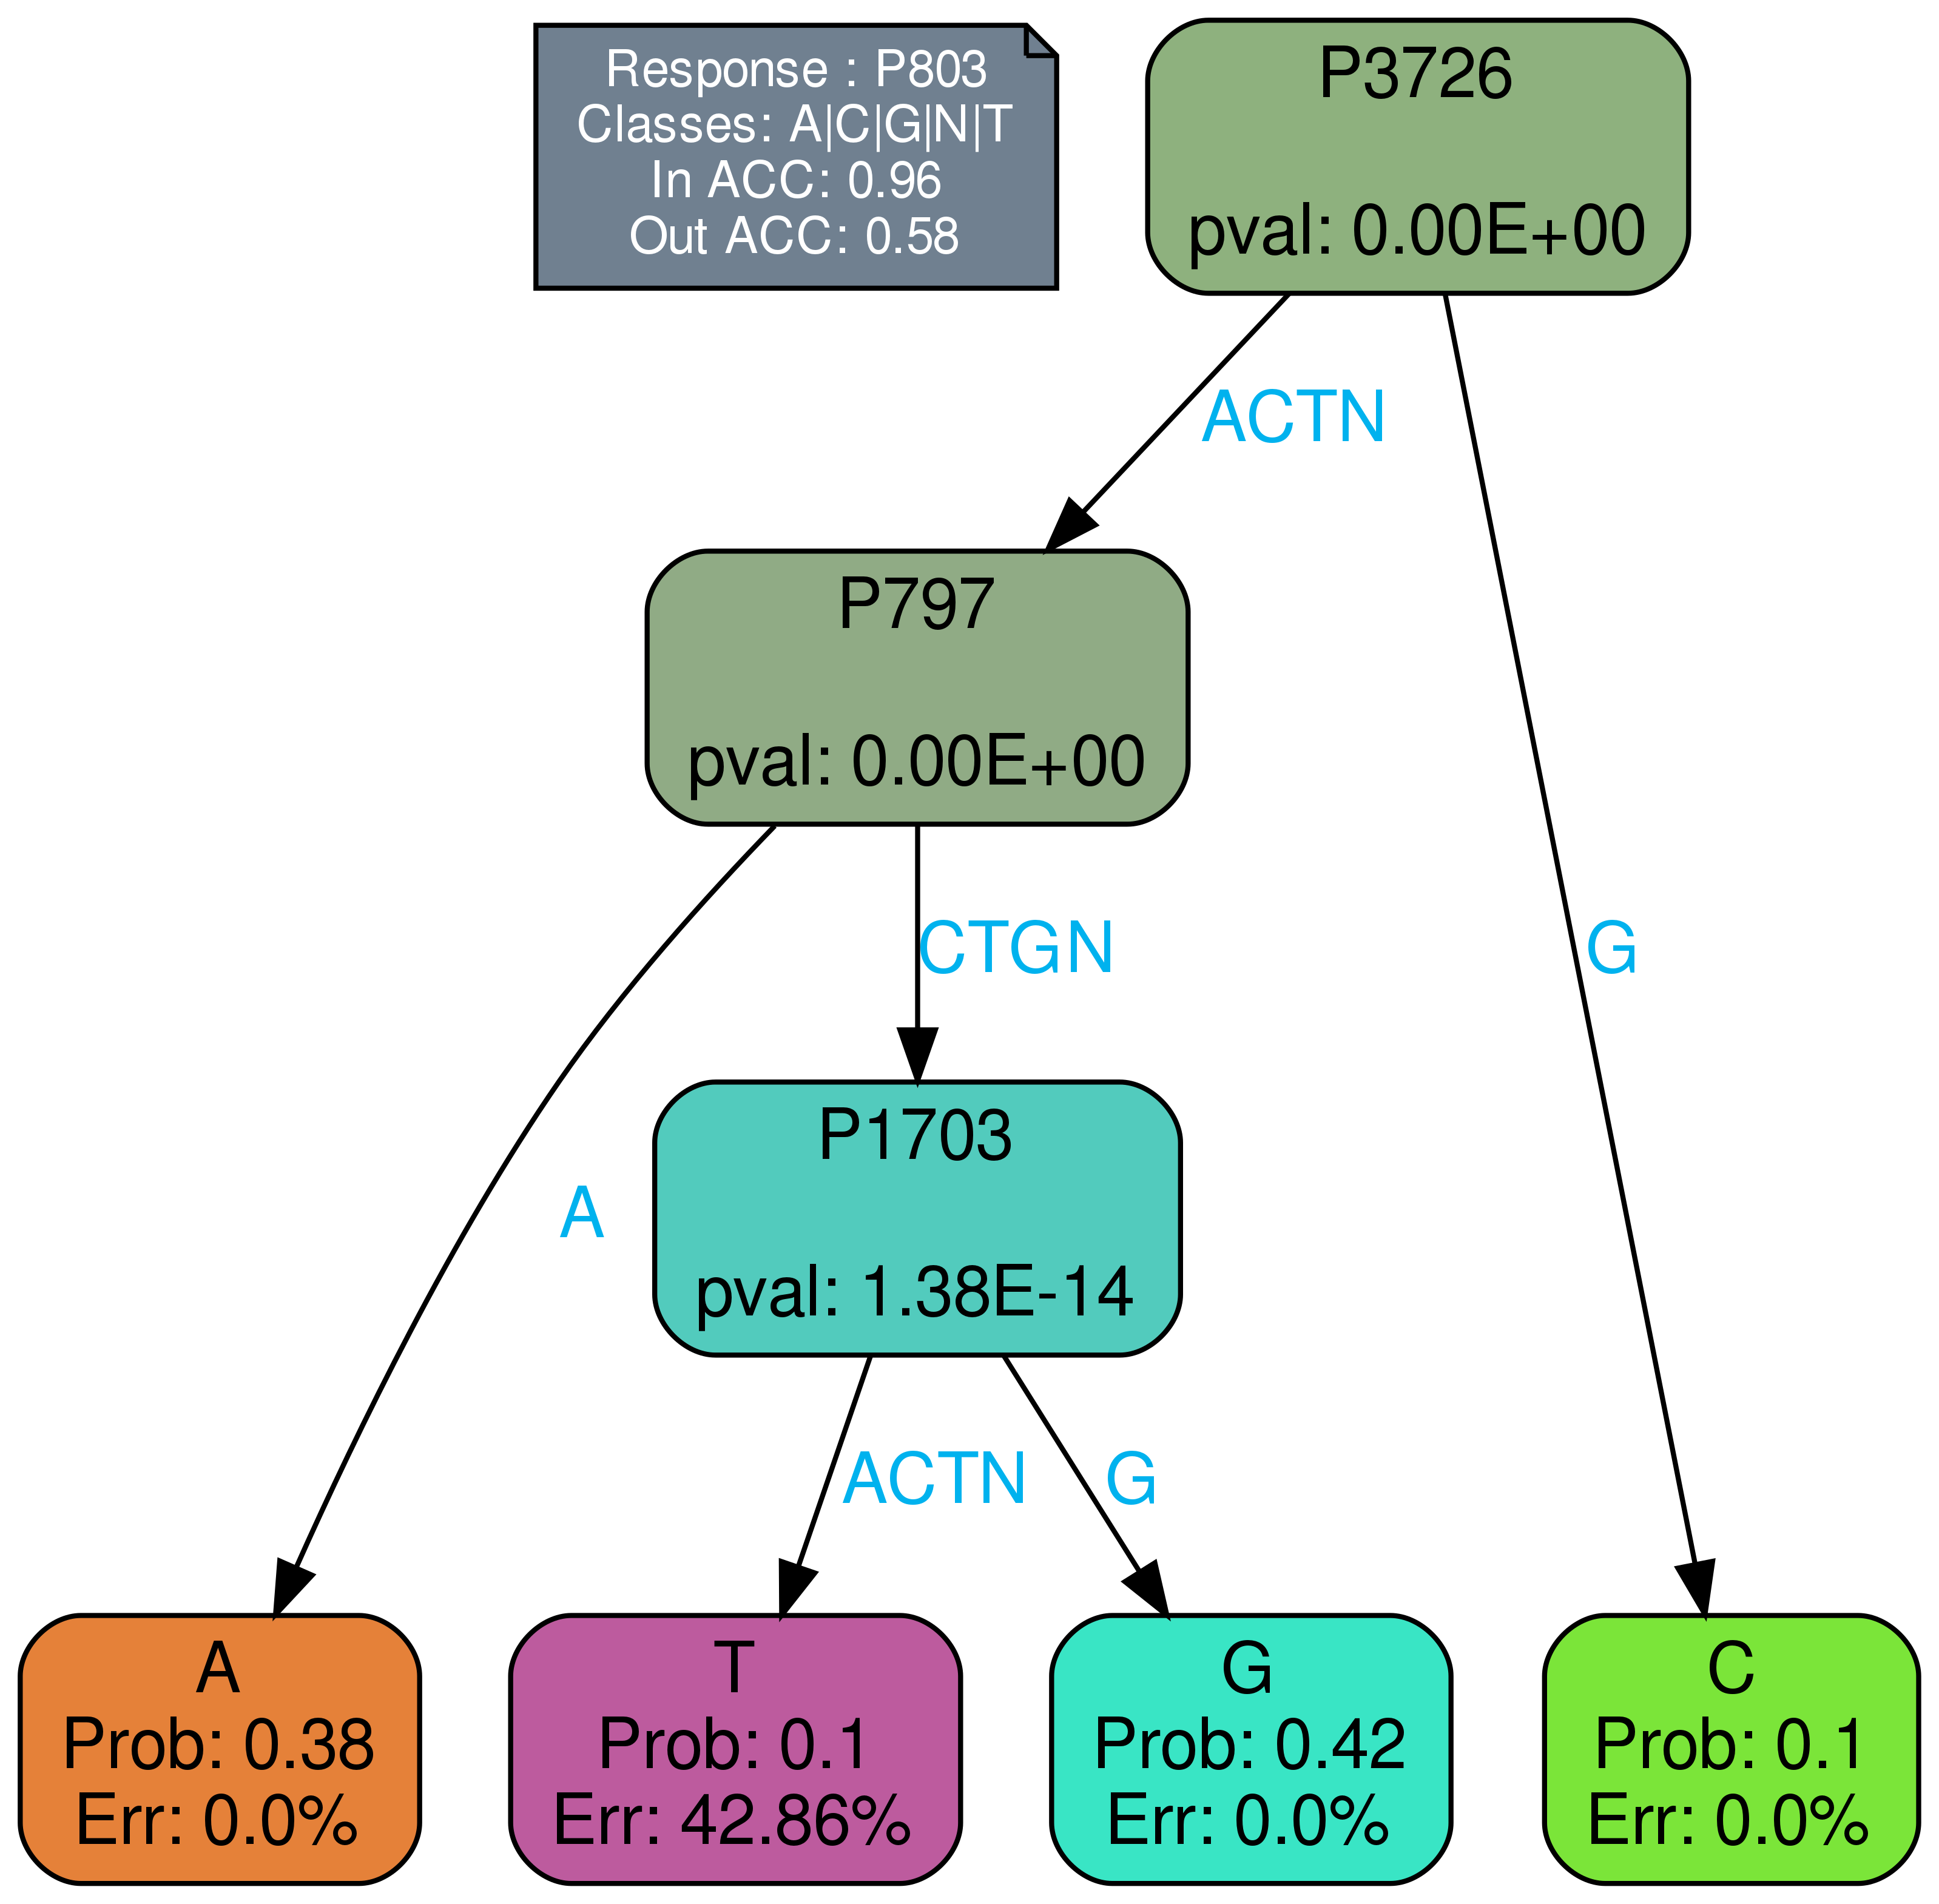 Response : P803
Classes: A|C|G|N|T
In ACC: 0.96
Out ACC: 0.58
P3726
pval: 0.00E+00
ACTN
P797
pval: 0.00E+00
CTGN
G
P1703
pval: 1.38E-14
A
ACTN
G
A
Prob: 0.38
Err: 0.0%
T
Prob: 0.1
Err: 42.86%
G
Prob: 0.42
Err: 0.0%
C
Prob: 0.1
Err: 0.0%